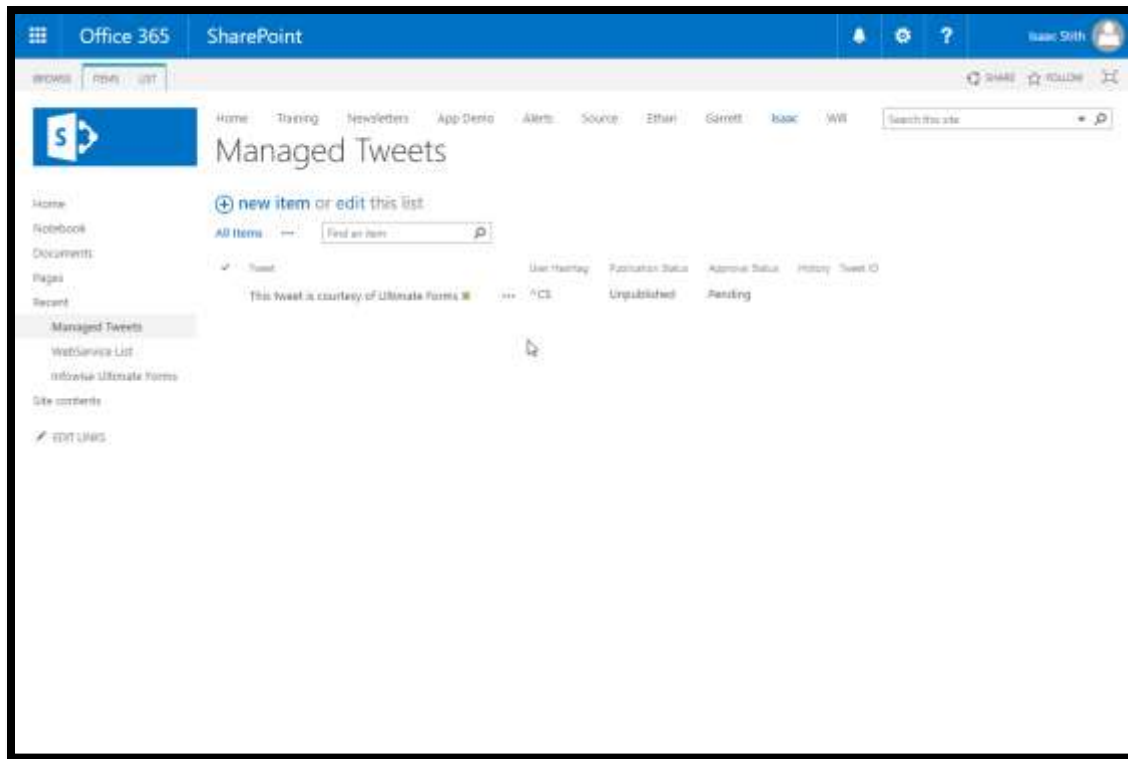 Office 365 SharePoint Isaac Stith
BROWSE ITEMS LIST SHARE FOLLOW
S
Home Training Newsletters App Demo Alerts Source Ethan Garrett Isaac Will Search this site
Managed Tweets
Home
Notebook
Documents
Pages
Recent
Managed Tweets
WebService List
Infowise Ultimate Forms
Site contents
EDIT LINKS
new item or edit this list
All Items ••• Find an item
Tweet User Hashtag Publication Status Approval Status History Tweet ID
This tweet is courtesy of Ultimate Forms ••• ^CS Unpublished Pending